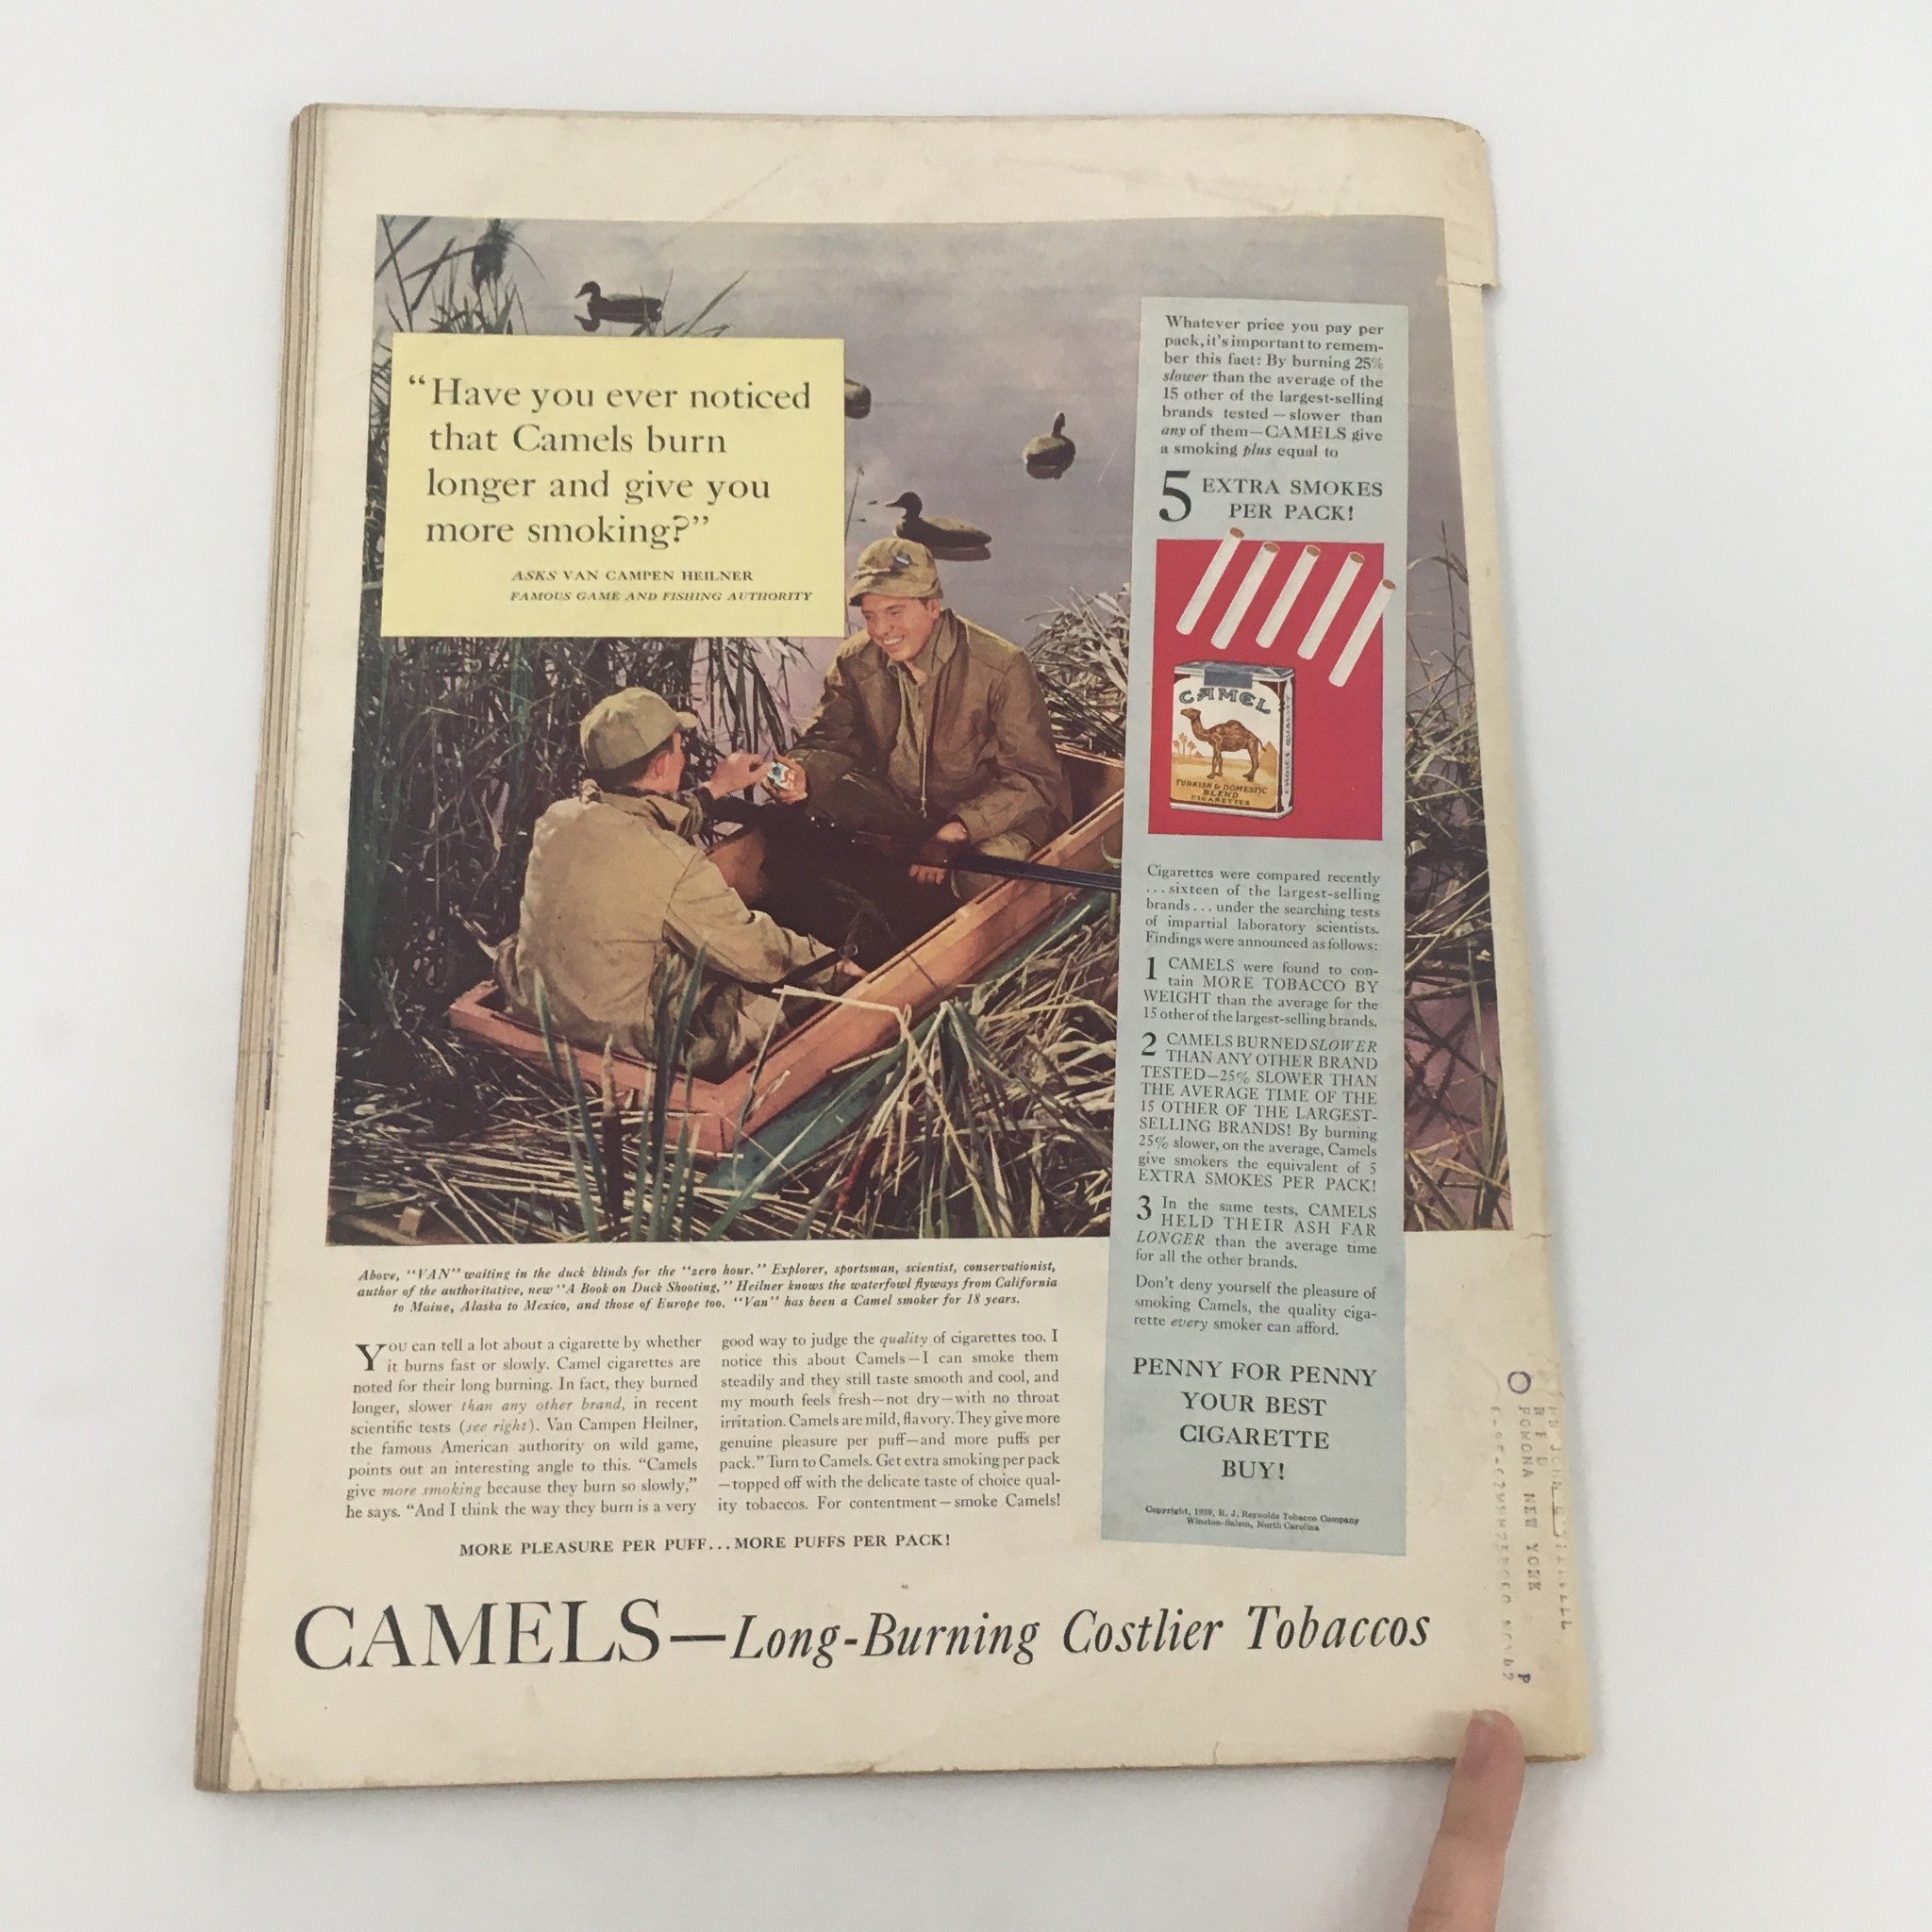 “Have you ever noticed
that Camels burn
longer and give you
more smoking?”
ASKS VAN CAMPEN HEILNER
FAMOUS GAME AND FISHING AUTHORITY
Whatever price you pay per
pack, it's important to remem-
ber this fact: By burning 25%
slower than the average of the
15 other of the largest-selling
brands tested—slower than
any of them—CAMELS give
a smoking plus equal to
5 EXTRA SMOKES
PER PACK!
CAMEL
TURKISH & DOMESTIC
BLEND
CIGARETTES
CHOICE QUALITY
Cigarettes were compared recently
...sixteen of the largest-selling
brands...under the searching tests
of impartial laboratory scientists.
Findings were announced as follows:
1 CAMELS were found to con-
tain MORE TOBACCO BY
WEIGHT than the average for the
15 other of the largest-selling brands.
2 CAMELS BURNED SLOWER
THAN ANY OTHER BRAND
TESTED—25% SLOWER THAN
THE AVERAGE TIME OF THE
15 OTHER OF THE LARGEST-
SELLING BRANDS! By burning
25% slower, on the average, Camels
give smokers the equivalent of 5
EXTRA SMOKES PER PACK!
3 In the same tests, CAMELS
HELD THEIR ASH FAR
LONGER than the average time
for all the other brands.
Don't deny yourself the pleasure of
smoking Camels, the quality ciga-
rette every smoker can afford.
PENNY FOR PENNY
YOUR BEST
CIGARETTE
BUY!
Copyright, 1939, R. J. Reynolds Tobacco Company
Winston-Salem, North Carolina
Above, “VAN” waiting in the duck blinds for the “zero hour.” Explorer, sportsman, scientist, conservationist,
author of the authoritative, new “A Book on Duck Shooting,” Heilner knows the waterfowl flyways from California
to Maine, Alaska to Mexico, and those of Europe too. “Van” has been a Camel smoker for 18 years.
YOU can tell a lot about a cigarette by whether
it burns fast or slowly. Camel cigarettes are
noted for their long burning. In fact, they burned
longer, slower than any other brand, in recent
scientific tests (see right). Van Campen Heilner,
the famous American authority on wild game,
points out an interesting angle to this. “Camels
give more smoking because they burn so slowly,”
he says. “And I think the way they burn is a very
good way to judge the quality of cigarettes too. I
notice this about Camels—I can smoke them
steadily and they still taste smooth and cool, and
my mouth feels fresh—not dry—with no throat
irritation. Camels are mild, flavory. They give more
genuine pleasure per puff—and more puffs per
pack.” Turn to Camels. Get extra smoking per pack
—topped off with the delicate taste of choice qual-
ity tobaccos. For contentment—smoke Camels!
MORE PLEASURE PER PUFF...MORE PUFFS PER PACK!
CAMELS—Long-Burning Costlier Tobaccos
R F D
POMONA NEW YORK
P